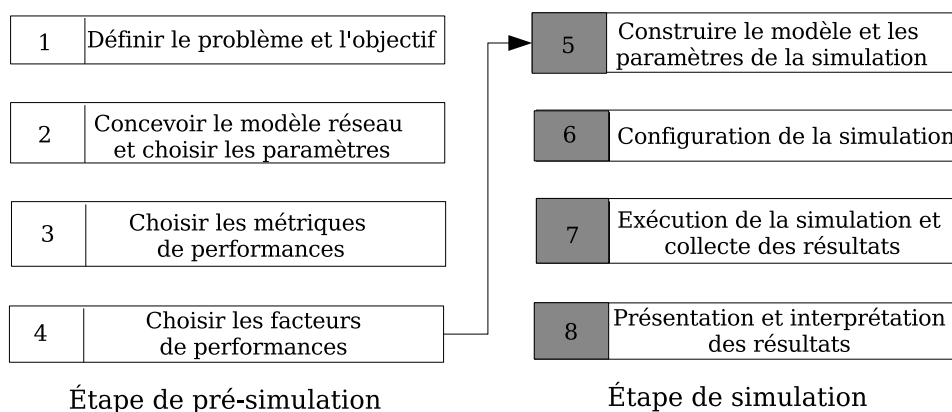 1
Définir le problème et l'objectif
2
Concevoir le modèle réseau
et choisir les paramètres
3
Choisir les métriques
de performances
4
Choisir les facteurs
de performances
Étape de pré-simulation
5
Construire le modèle et les
paramètres de la simulation
6
Configuration de la simulation
7
Exécution de la simulation et
collecte des résultats
8
Présentation et interprétation
des résultats
Étape de simulation